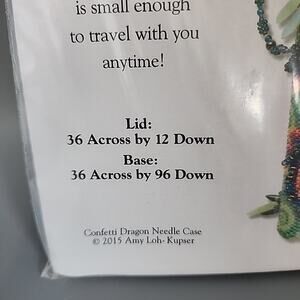 is small enough
to travel with you
anytime!
Lid:
36 Across by 12 Down
Base:
36 Across by 96 Down
Confetti Dragon Needle Case
© 2015 Amy Loh-Kupser